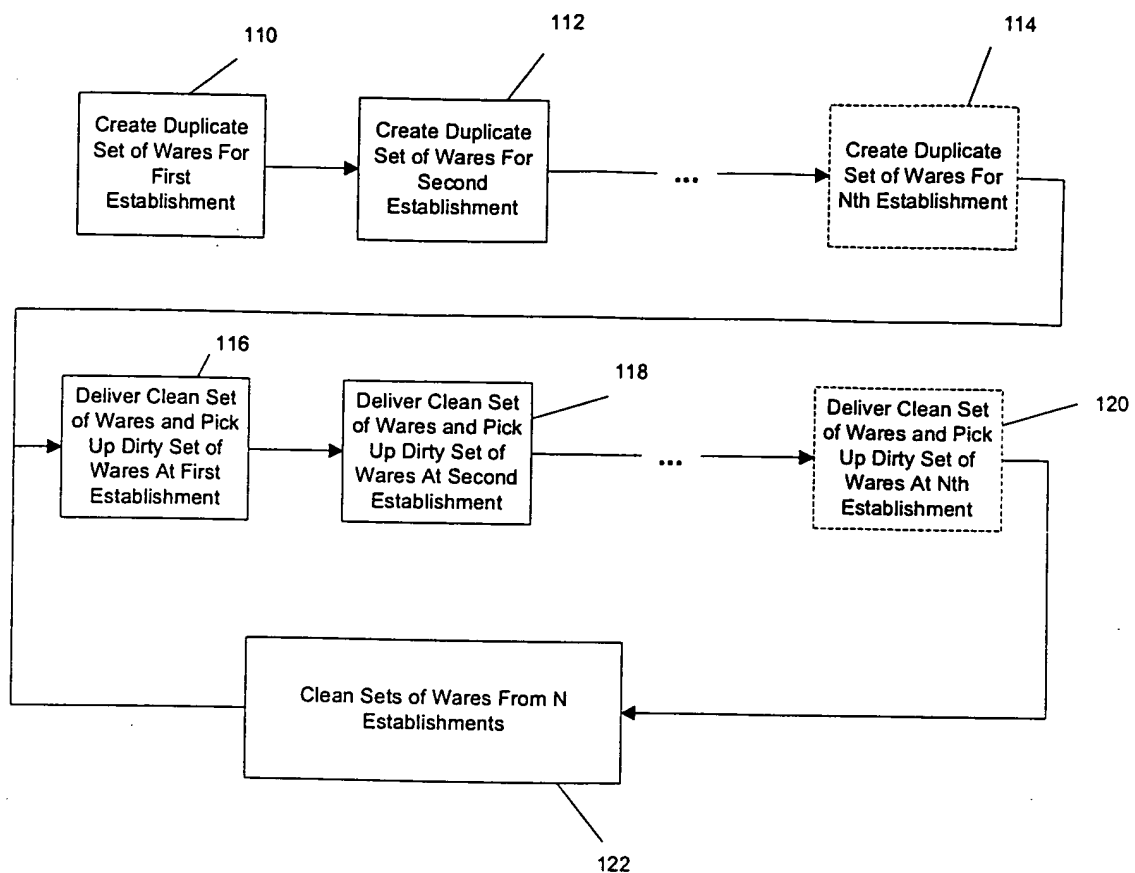 110
112
114
Create Duplicate
Set of Wares For
First
Establishment
Create Duplicate
Set of Wares For
Second
Establishment
...
Create Duplicate
Set of Wares For
Nth Establishment
116
118
120
Deliver Clean Set
of Wares and Pick
Up Dirty Set of
Wares At First
Establishment
Deliver Clean Set
of Wares and Pick
Up Dirty Set of
Wares At Second
Establishment
...
Deliver Clean Set
of Wares and Pick
Up Dirty Set of
Wares At Nth
Establishment
Clean Sets of Wares From N
Establishments
122